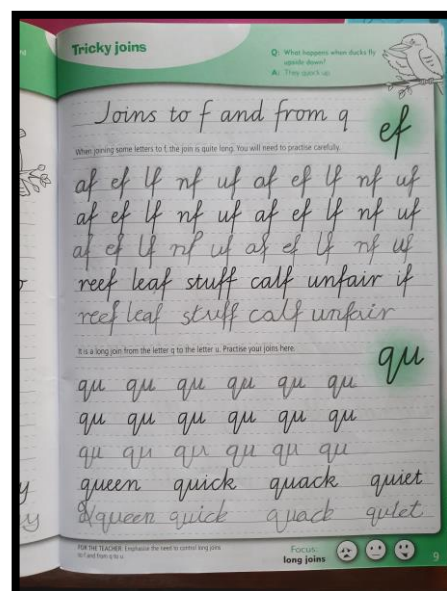 Tricky joins
Q: What happens when ducks fly
upside down?
A: They quack up.
Joins to f and from q
ef
When joining some letters to f, the join is quite long. You will need to practise carefully.
af ef lf nf uf af ef lf nf uf
af ef lf nf uf af ef lf nf uf
af ef lf nf uf af ef lf nf uf
reef leaf stuff calf unfair if
reef leaf stuff calf unfair
It is a long join from the letter q to the letter u. Practise your joins here.
qu
qu qu qu qu qu qu
qu qu qu qu qu qu
qu qu qu qu qu qu
queen quick quack quiet
queen quick quack quiet
FOR THE TEACHER: Emphasise the need to control long joins
to f and from q to u.
Focus:
long joins
9